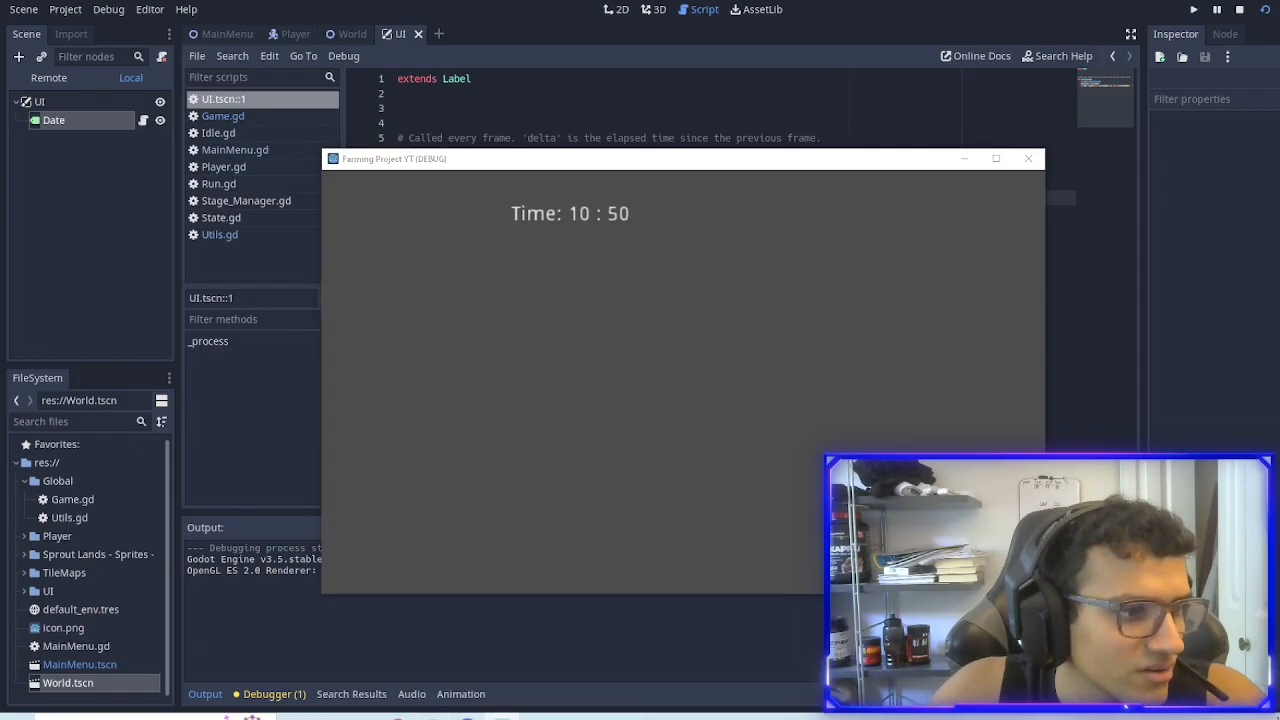 Scene Project Debug Editor Help
2D 3D Script AssetLib
Scene Import
MainMenu Player World UI
Inspector Node
Filter nodes
File Search Edit Go To Debug
Online Docs Search Help
Remote Local
Filter scripts
1 extends Label
2
3
4
5 # Called every frame. 'delta' is the elapsed time since the previous frame.
Filter properties
UI
Date
UI.tscn::1
Game.gd
Idle.gd
MainMenu.gd
Player.gd
Run.gd
Stage_Manager.gd
State.gd
Utils.gd
UI.tscn::1
Filter methods
_process
Farming Project YT (DEBUG)
Time: 10 : 50
FileSystem
res://World.tscn
Search files
Favorites:
res://
Global
Game.gd
Utils.gd
Player
Sprout Lands - Sprites -
TileMaps
UI
default_env.tres
icon.png
MainMenu.gd
MainMenu.tscn
World.tscn
Output:
--- Debugging process st
Godot Engine v3.5.stable
OpenGL ES 2.0 Renderer:
Output Debugger (1) Search Results Audio Animation